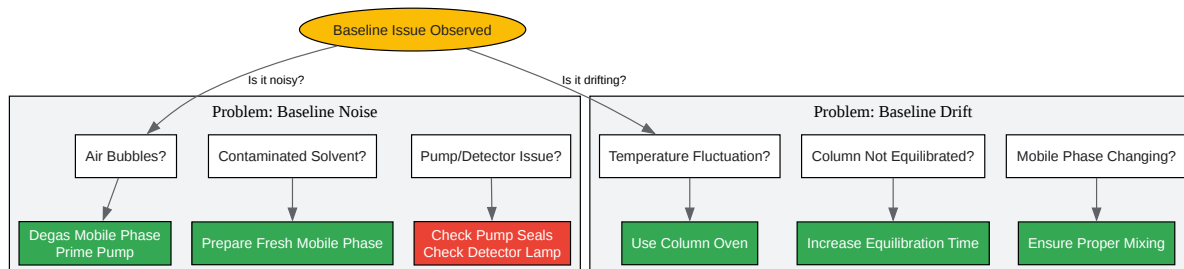 Baseline Issue Observed
Is it noisy?
Is it drifting?
Problem: Baseline Noise
Air Bubbles?
Contaminated Solvent?
Pump/Detector Issue?
Degas Mobile Phase
Prime Pump
Prepare Fresh Mobile Phase
Check Pump Seals
Check Detector Lamp
Problem: Baseline Drift
Temperature Fluctuation?
Column Not Equilibrated?
Mobile Phase Changing?
Use Column Oven
Increase Equilibration Time
Ensure Proper Mixing